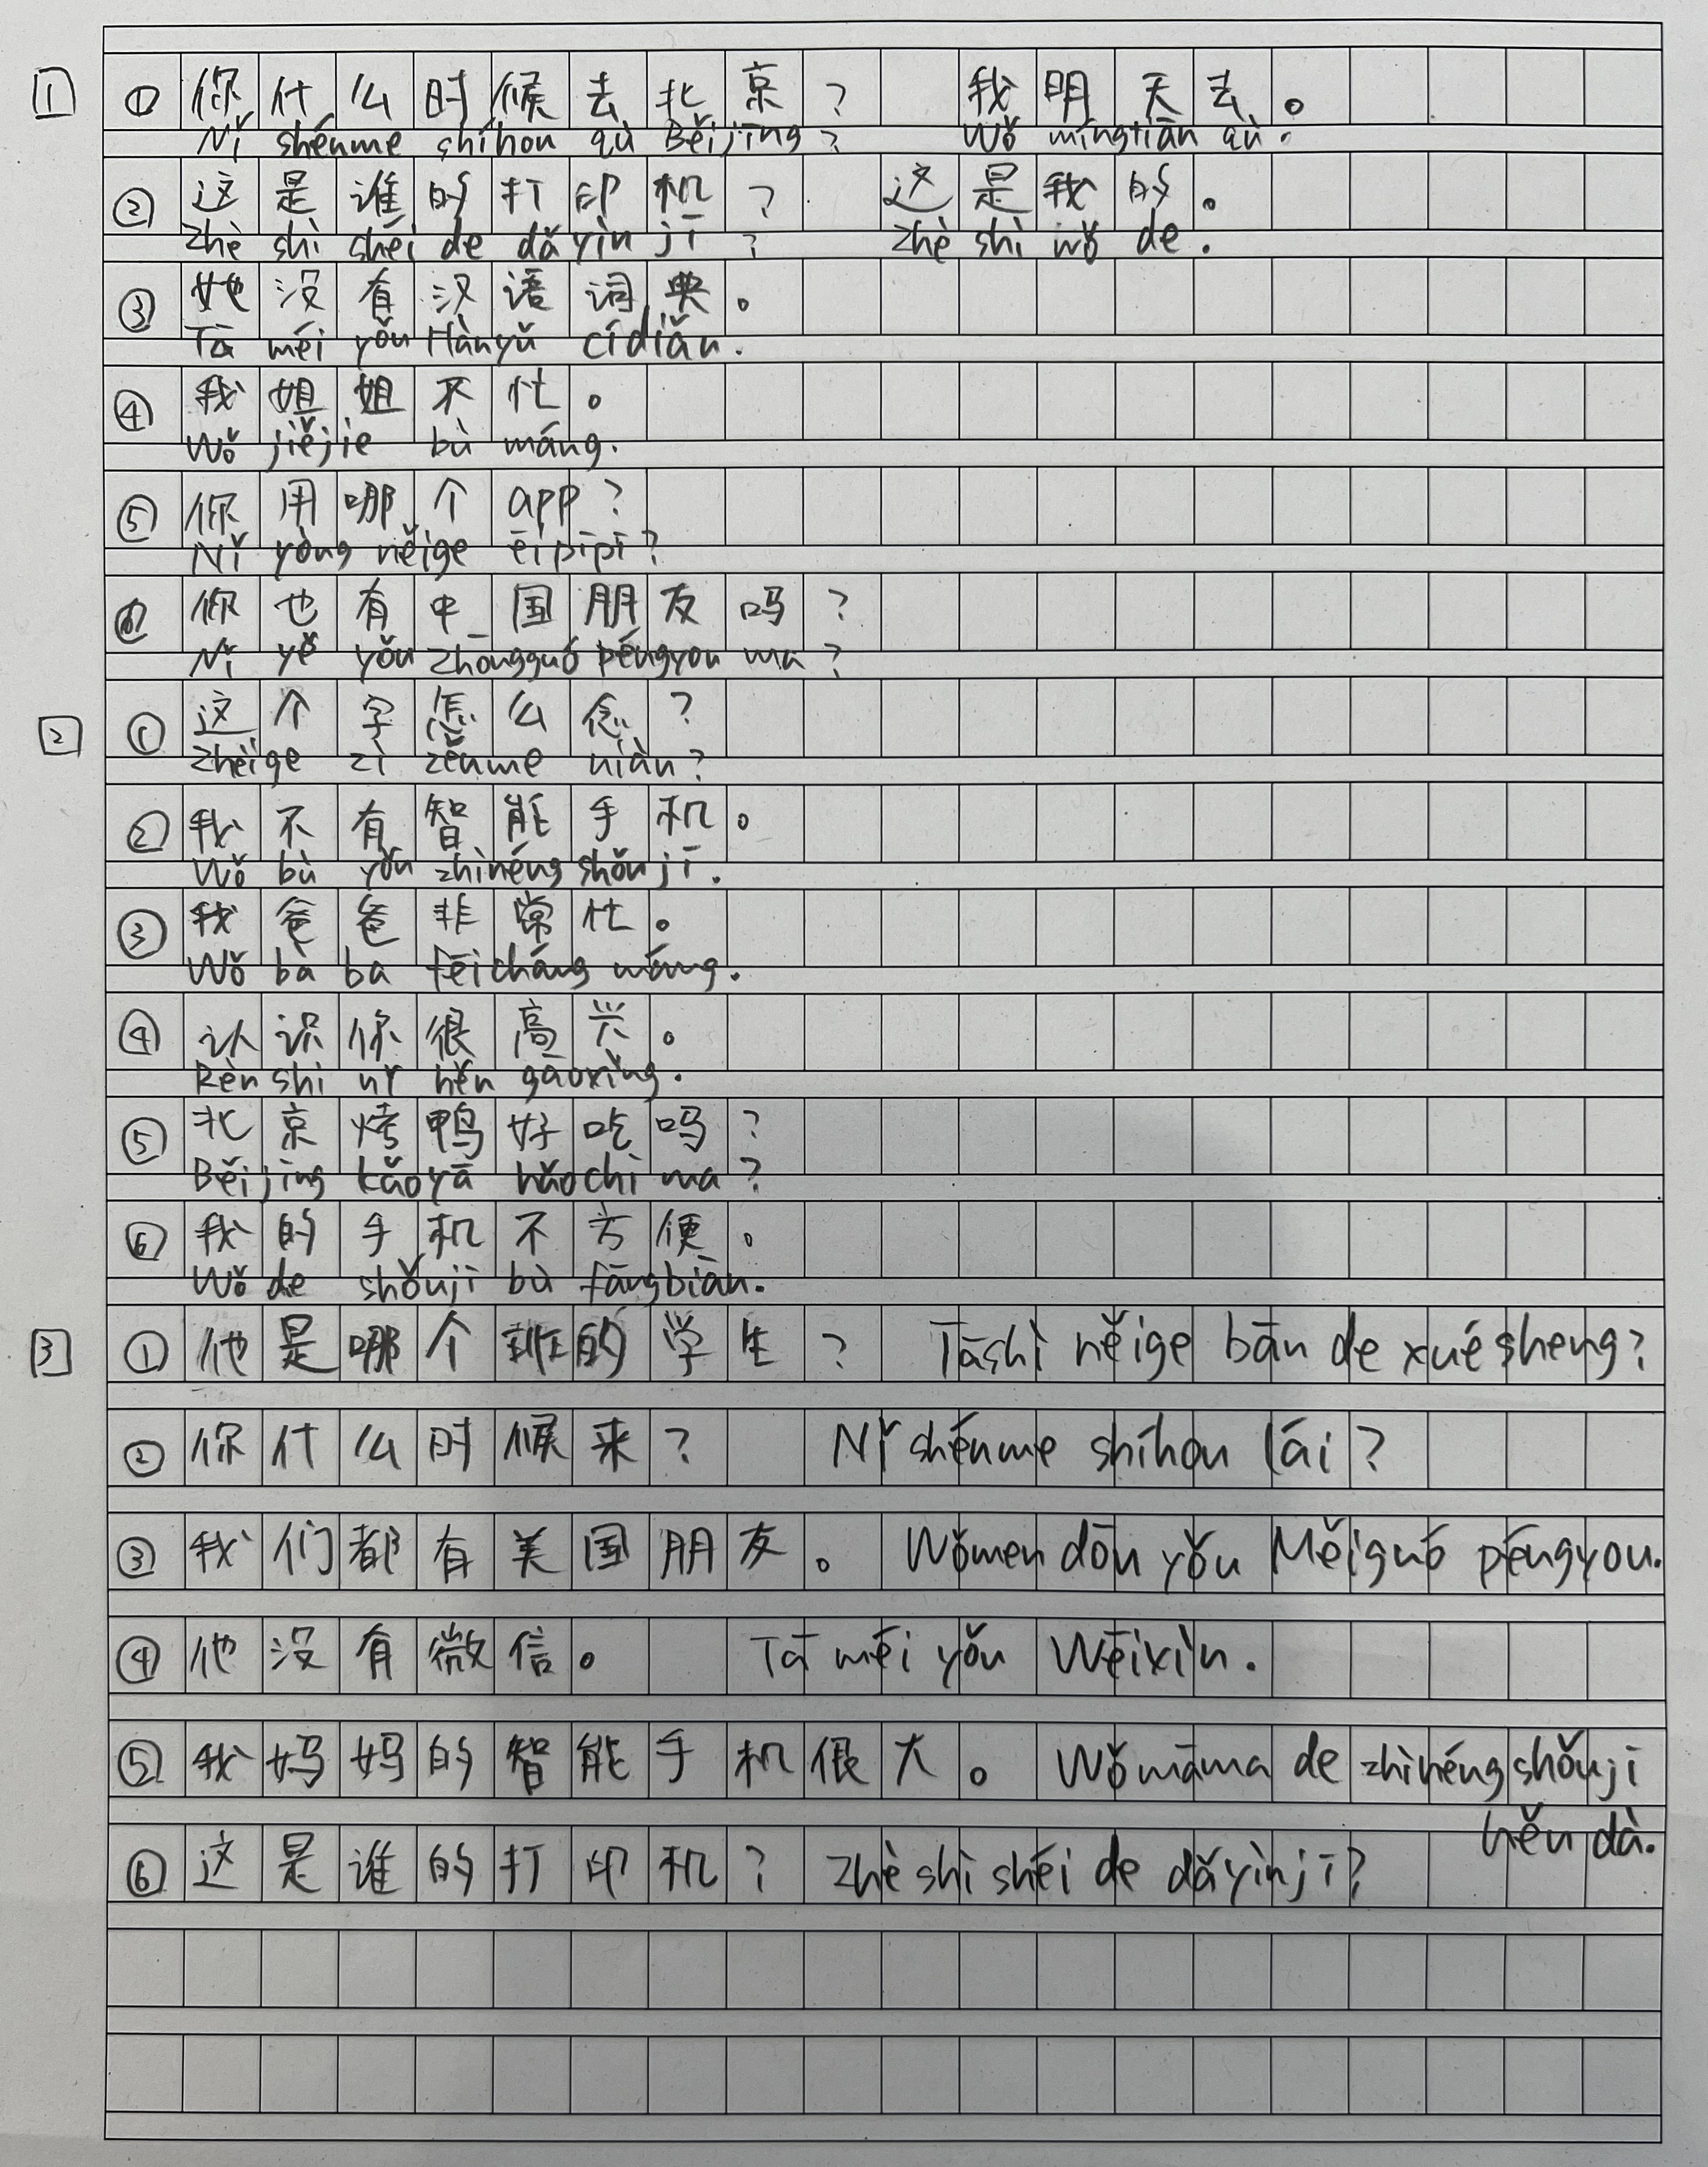 1 ① 你什么时候去北京? 我明天去。
Nǐ shénme shíhou qù Běijīng? Wǒ míngtiān qù.
② 这是谁的打印机? 这是我的。
Zhè shì shéi de dǎyìnjī? Zhè shì wǒ de.
③ 她没有汉语词典。
Tā méi yǒu Hànyǔ cídiǎn.
④ 我姐姐不忙。
Wǒ jiějie bù máng.
⑤ 你用哪个app?
Nǐ yòng něige ēipīpī?
⑥ 你也有中国朋友吗?
Nǐ yě yǒu Zhōngguó péngyou ma?
2 ① 这个字怎么念?
Zhèige zì zěnme niàn?
② 我不有智能手机。
Wǒ bù yǒu zhìnéng shǒujī.
③ 我爸爸非常忙。
Wǒ bàba fēicháng máng.
④ 认识你很高兴。
Rènshi nǐ hěn gāoxìng.
⑤ 北京烤鸭好吃吗?
Běijīng kǎoyā hǎochī ma?
⑥ 我的手机不方便。
Wǒ de shǒujī bù fāngbiàn.
3 ① 他是哪个班的学生? Tā shì něige bān de xuésheng?
② 你什么时候来? Nǐ shénme shíhou lái?
③ 我们都有美国朋友。 Wǒmen dōu yǒu Měiguó péngyou.
④ 他没有微信。 Tā méi yǒu Wēixìn.
⑤ 我妈妈的智能手机很大。 Wǒ māma de zhìnéng shǒujī
hěn dà.
⑥ 这是谁的打印机? Zhè shì shéi de dǎyìnjī?